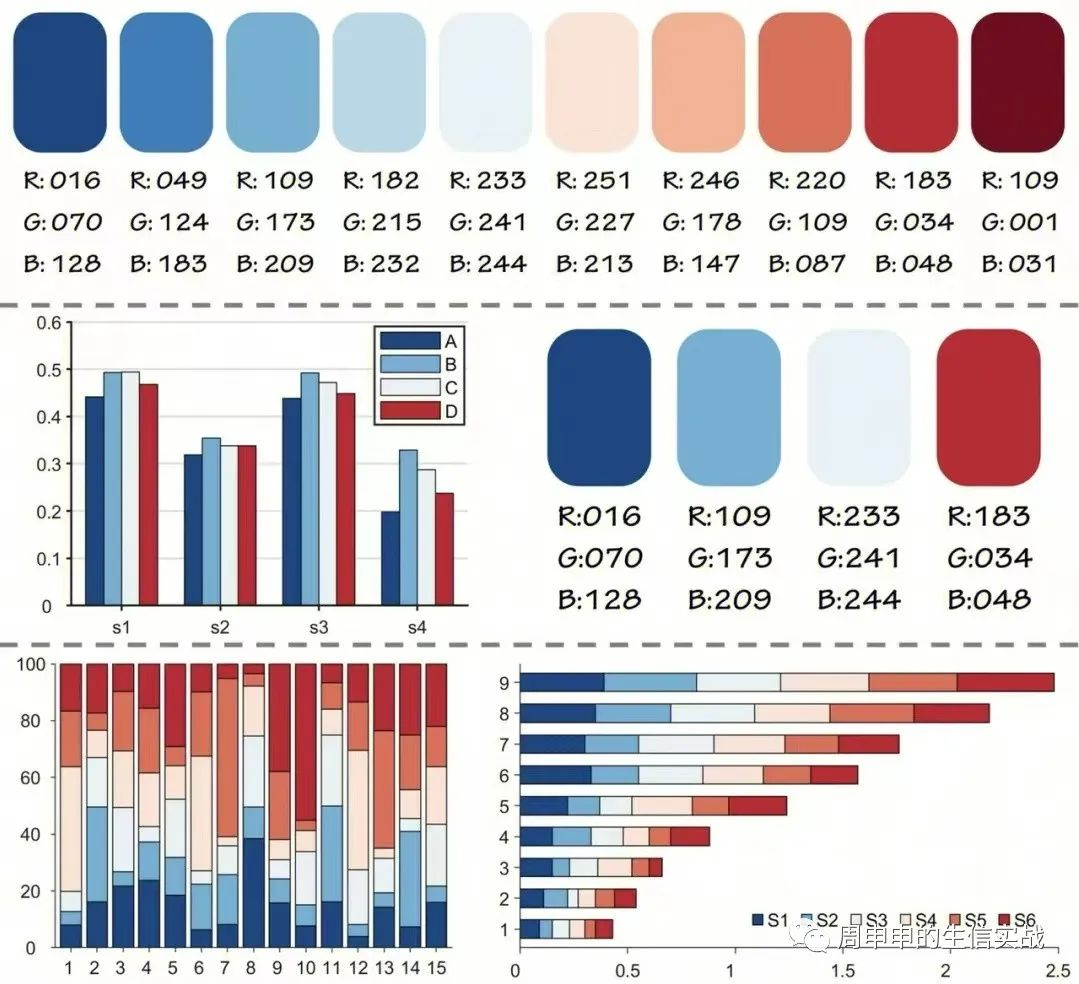 R: 016 R: 049 R: 109 R: 182 R: 233 R: 251 R: 246 R: 220 R: 183 R: 109
G: 070 G: 124 G: 173 G: 215 G: 241 G: 227 G: 178 G: 109 G: 034 G: 001
B: 128 B: 183 B: 209 B: 232 B: 244 B: 213 B: 147 B: 087 B: 048 B: 031
0.6
0.5
0.4
0.3
0.2
0.1
0
s1 s2 s3 s4
A
B
C
D
R:016 R:109 R:233 R:183
G:070 G:173 G:241 G:034
B:128 B:209 B:244 B:048
100
80
60
40
20
0
1 2 3 4 5 6 7 8 9 10 11 12 13 14 15
9
8
7
6
5
4
3
2
1
S1 S2 S3 S4 S5 S6
周甲甲的生信实战
0 0.5 1 1.5 2 2.5